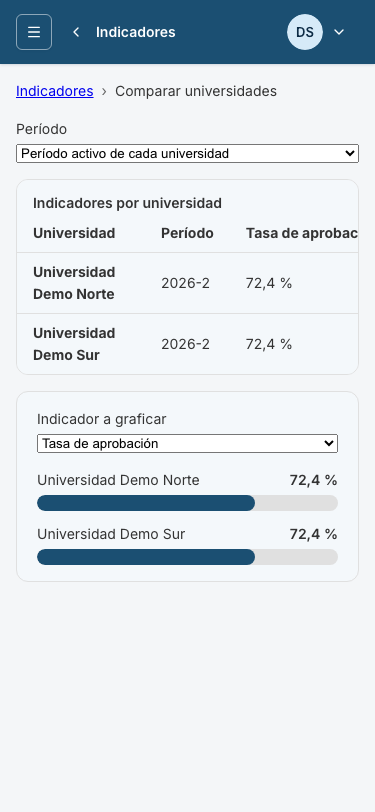 Indicadores
DS
Indicadores › Comparar universidades
Período
Período activo de cada universidad
Indicadores por universidad
Universidad Período Tasa de aprobac
Universidad
Demo Norte 2026-2 72,4 %
Universidad
Demo Sur 2026-2 72,4 %
Indicador a graficar
Tasa de aprobación
Universidad Demo Norte 72,4 %
Universidad Demo Sur 72,4 %